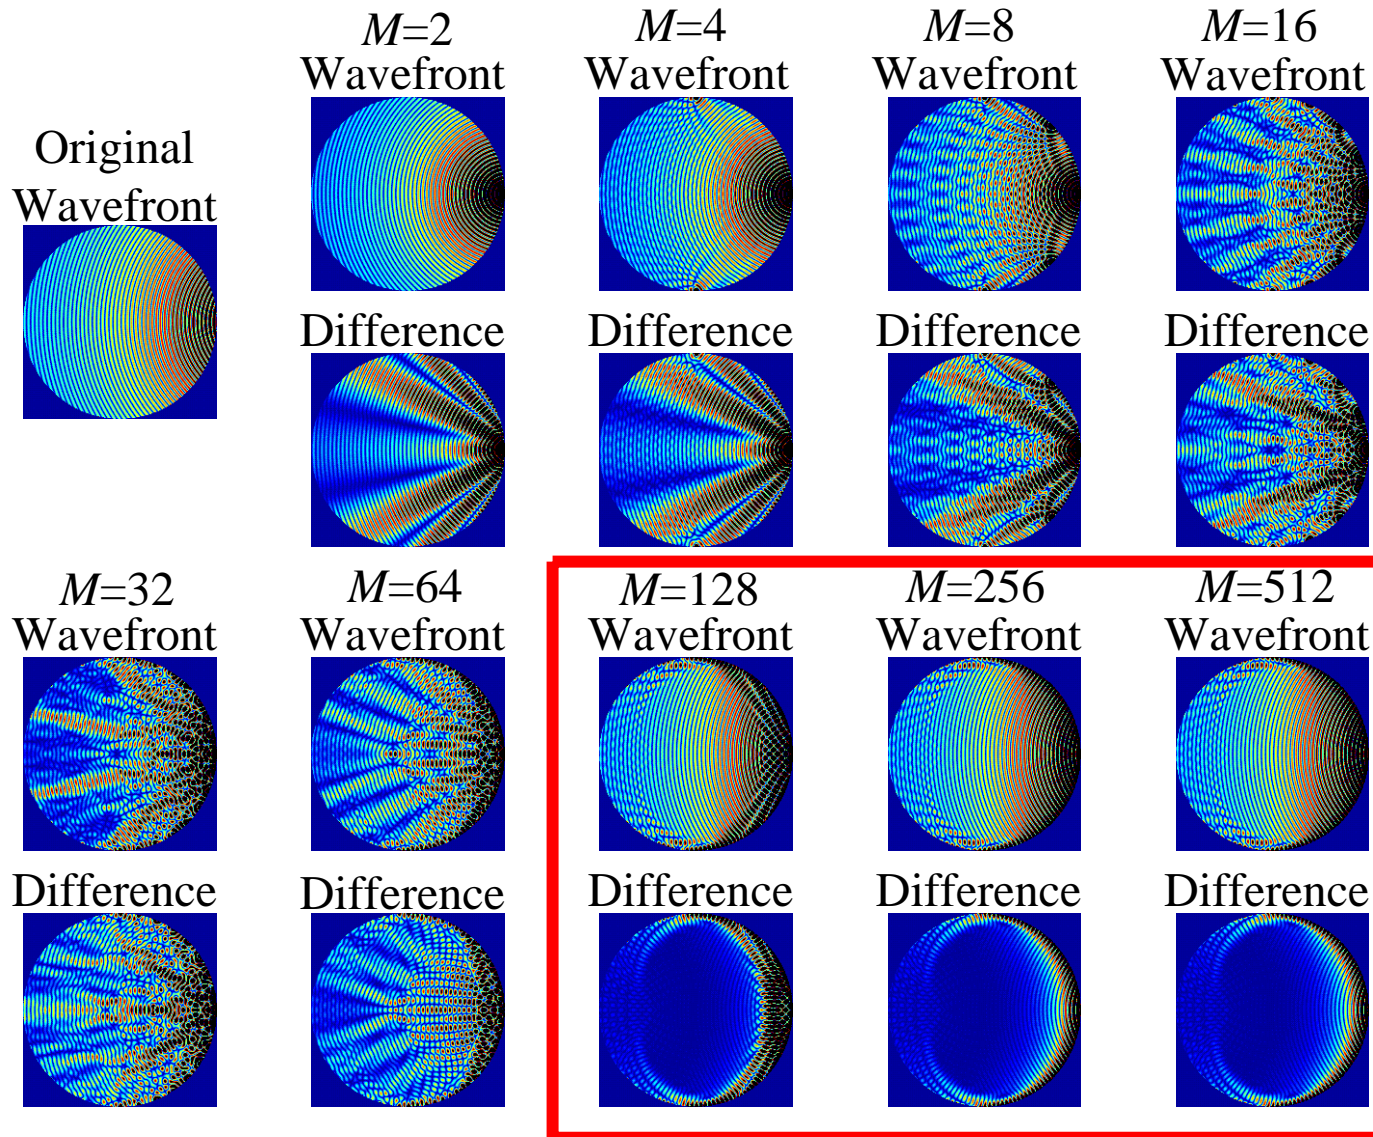 Original
Wavefront
M=2
Wavefront
Difference
M=4
Wavefront
Difference
M=8
Wavefront
Difference
M=16
Wavefront
Difference
M=32
Wavefront
Difference
M=64
Wavefront
Difference
M=128
Wavefront
Difference
M=256
Wavefront
Difference
M=512
Wavefront
Difference